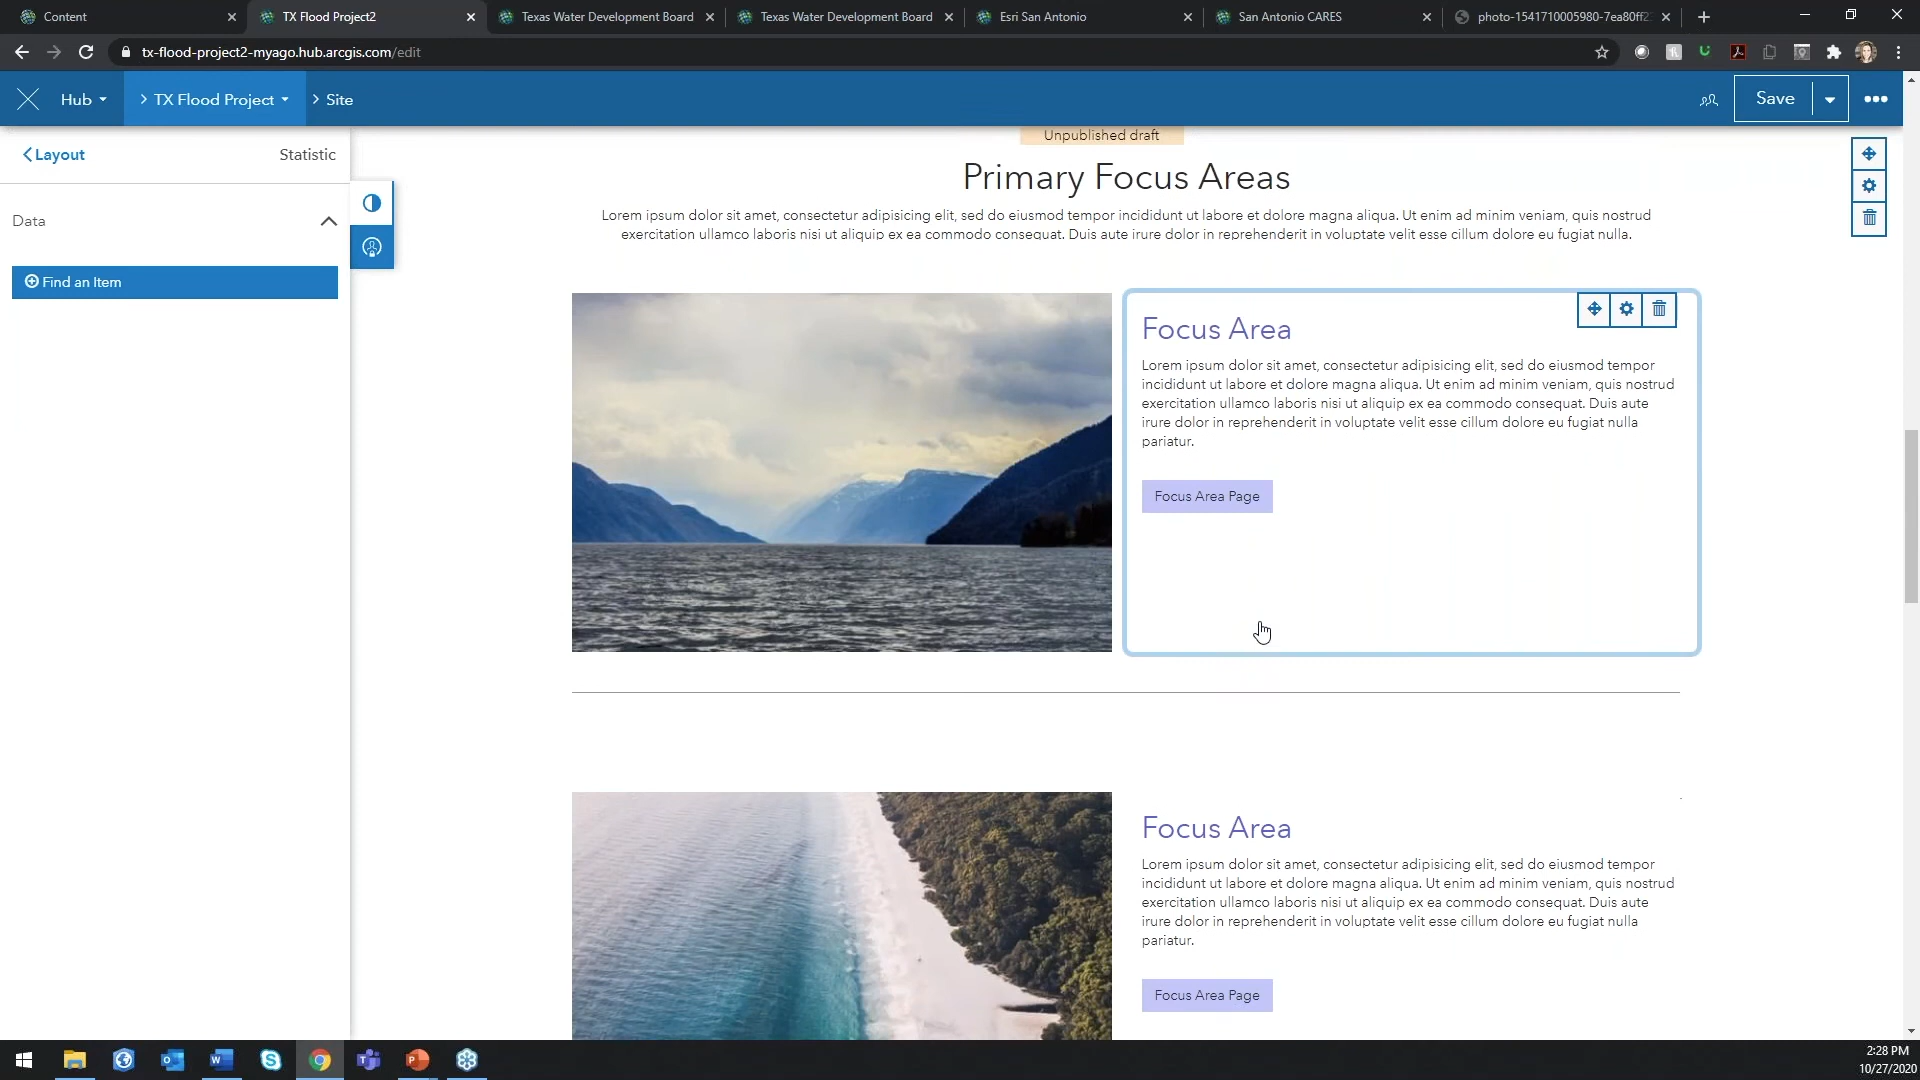 Content
TX Flood Project2
Texas Water Development Board
Texas Water Development Board
Esri San Antonio
San Antonio CARES
photo-1541710005980-7ea80ff2
tx-flood-project2-myago.hub.arcgis.com/edit
Hub
TX Flood Project
Site
Save
Layout
Statistic
Data
Find an Item
Unpublished draft
Primary Focus Areas
Lorem ipsum dolor sit amet, consectetur adipisicing elit, sed do eiusmod tempor incididunt ut labore et dolore magna aliqua. Ut enim ad minim veniam, quis nostrud
exercitation ullamco laboris nisi ut aliquip ex ea commodo consequat. Duis aute irure dolor in reprehenderit in voluptate velit esse cillum dolore eu fugiat nulla.
Focus Area
Lorem ipsum dolor sit amet, consectetur adipisicing elit, sed do eiusmod tempor
incididunt ut labore et dolore magna aliqua. Ut enim ad minim veniam, quis nostrud
exercitation ullamco laboris nisi ut aliquip ex ea commodo consequat. Duis aute
irure dolor in reprehenderit in voluptate velit esse cillum dolore eu fugiat nulla
pariatur.
Focus Area Page
Focus Area
Lorem ipsum dolor sit amet, consectetur adipisicing elit, sed do eiusmod tempor
incididunt ut labore et dolore magna aliqua. Ut enim ad minim veniam, quis nostrud
exercitation ullamco laboris nisi ut aliquip ex ea commodo consequat. Duis aute
irure dolor in reprehenderit in voluptate velit esse cillum dolore eu fugiat nulla
pariatur.
Focus Area Page
2:28 PM
10/27/2020